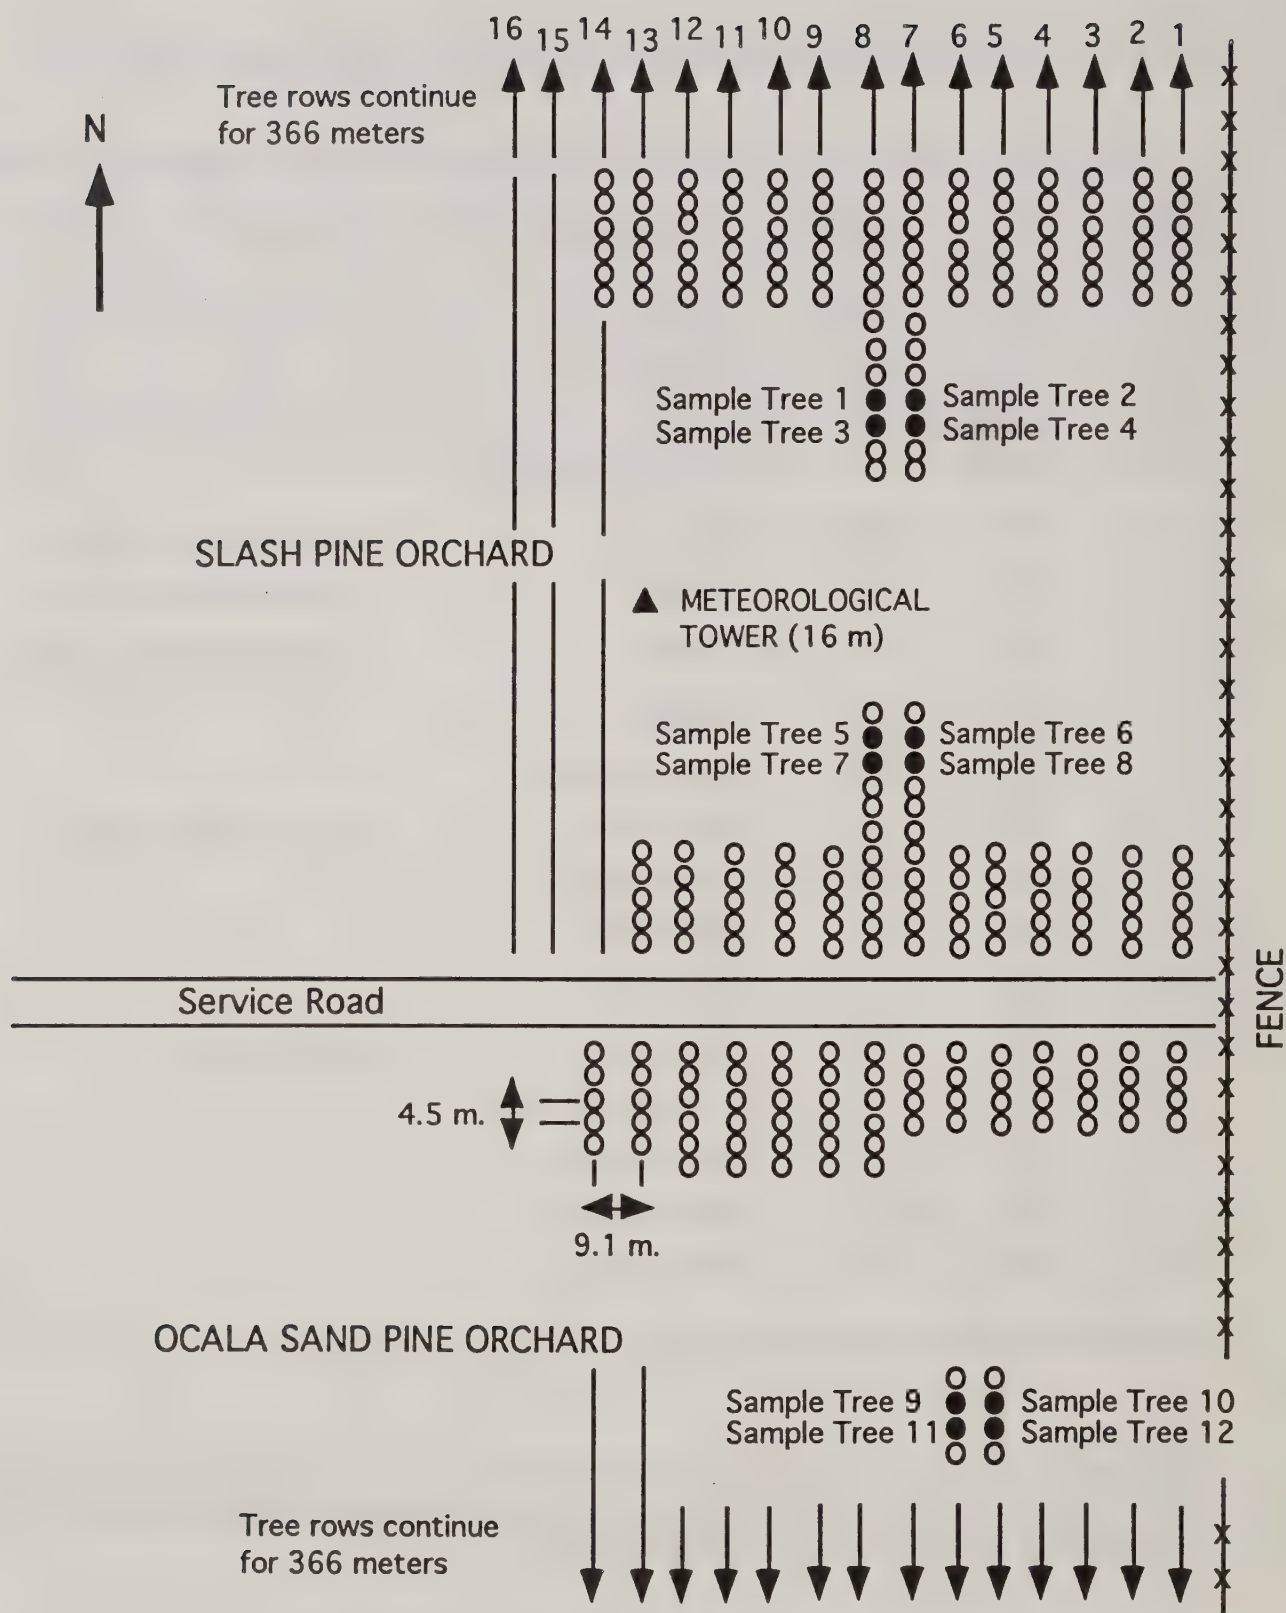 16 15 14 13 12 11 10 9 8 7 6 5 4 3 2 1
Tree rows continue
for 366 meters
N
Sample Tree 1
Sample Tree 2
Sample Tree 3
Sample Tree 4
SLASH PINE ORCHARD
METEOROLOGICAL
TOWER (16 m)
Sample Tree 5
Sample Tree 6
Sample Tree 7
Sample Tree 8
Service Road
FENCE
4.5 m.
9.1 m.
OCALA SAND PINE ORCHARD
Sample Tree 9
Sample Tree 10
Sample Tree 11
Sample Tree 12
Tree rows continue
for 366 meters